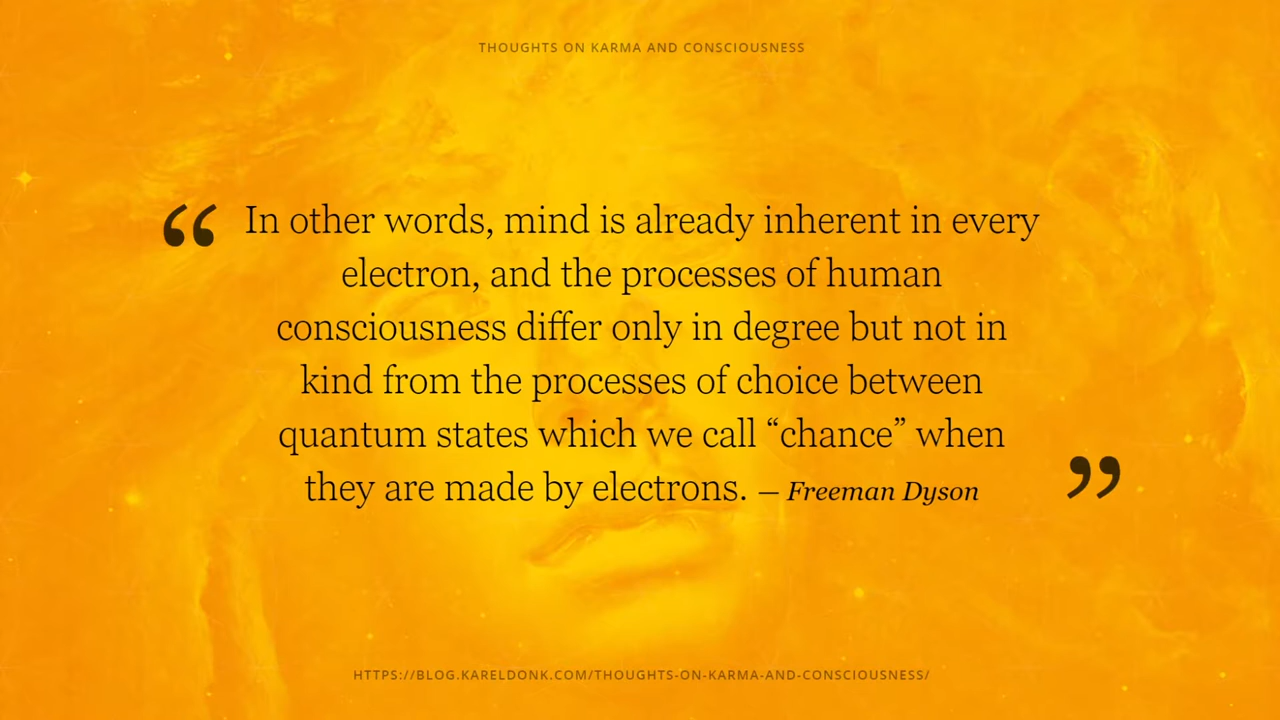 THOUGHTS ON KARMA AND CONSCIOUSNESS
“ In other words, mind is already inherent in every
electron, and the processes of human
consciousness differ only in degree but not in
kind from the processes of choice between
quantum states which we call “chance” when
they are made by electrons. — Freeman Dyson ”
HTTPS://BLOG.KARELDONK.COM/THOUGHTS-ON-KARMA-AND-CONSCIOUSNESS/